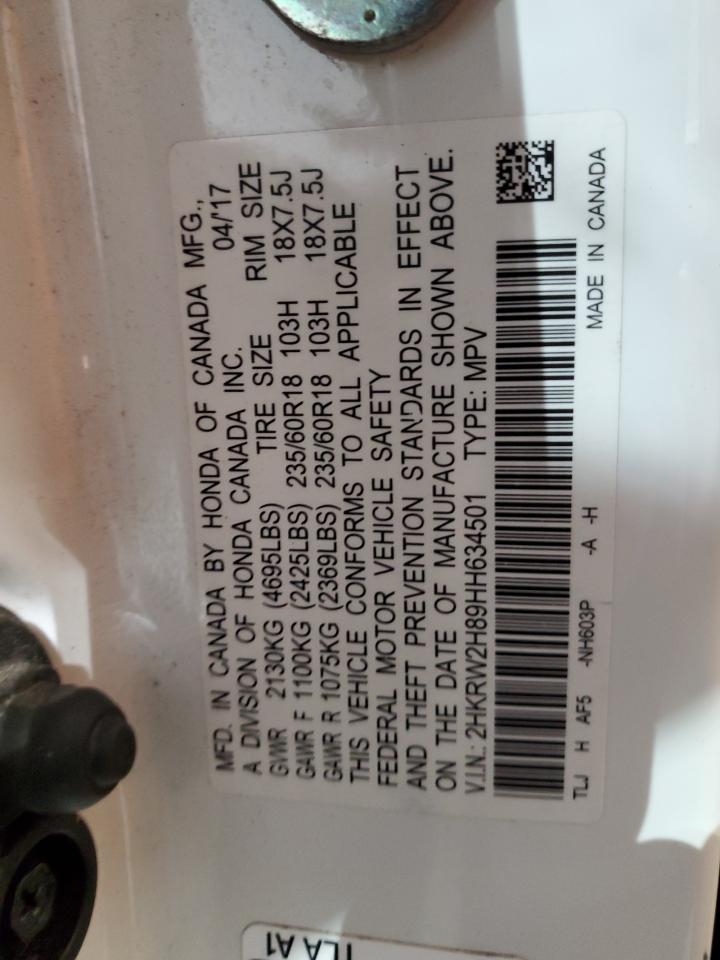 MFD. IN CANADA BY HONDA OF CANADA MFG.,
A DIVISION OF HONDA CANADA INC. 04/'17
GVWR 2130KG (4695LBS) TIRE SIZE RIM SIZE
GAWR F 1100KG (2425LBS) 235/60R18 103H 18X7.5J
GAWR R 1075KG (2369LBS) 235/60R18 103H 18X7.5J
THIS VEHICLE CONFORMS TO ALL APPLICABLE
FEDERAL MOTOR VEHICLE SAFETY
AND THEFT PREVENTION STANDARDS IN EFFECT
ON THE DATE OF MANUFACTURE SHOWN ABOVE.
V.I.N.: 2HKRW2H89HH634501 TYPE: MPV
TLJ H AF5 -NH603P -A -H
MADE IN CANADA
TLA A1